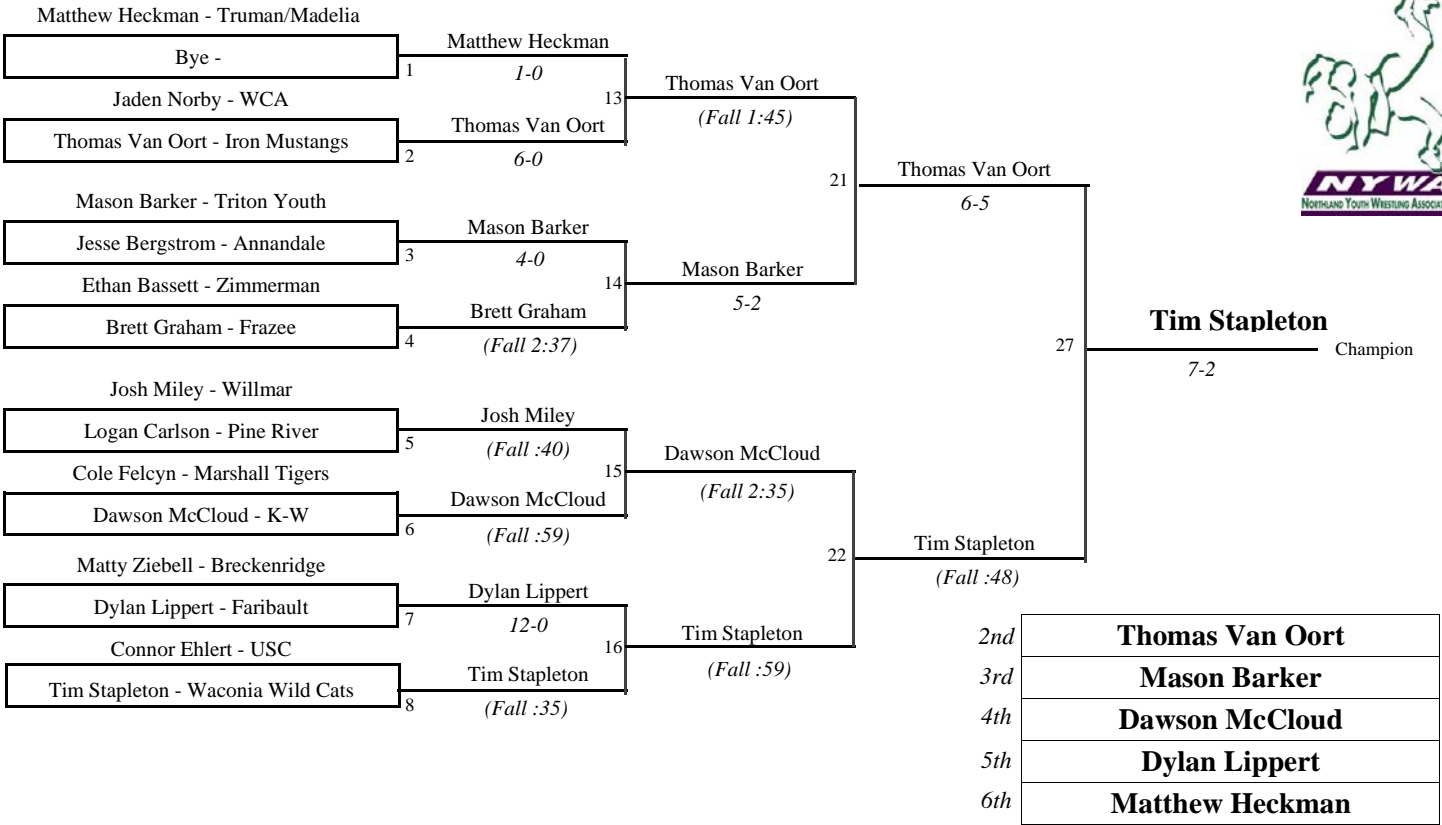 Matthew Heckman - Truman/Madelia
Bye -
1
Jaden Norby - WCA
Thomas Van Oort - Iron Mustangs
2
Mason Barker - Triton Youth
Jesse Bergstrom - Annandale
3
Ethan Bassett - Zimmerman
Brett Graham - Frazee
4
Josh Miley - Willmar
Logan Carlson - Pine River
5
Cole Felcyn - Marshall Tigers
Dawson McCloud - K-W
6
Matty Ziebell - Breckenridge
Dylan Lippert - Faribault
7
Connor Ehlert - USC
Tim Stapleton - Waconia Wild Cats
8
Matthew Heckman
1-0
13
Thomas Van Oort
6-0
Mason Barker
4-0
14
Brett Graham
(Fall 2:37)
Josh Miley
(Fall :40)
15
Dawson McCloud
(Fall :59)
Dylan Lippert
12-0
16
Tim Stapleton
(Fall :35)
Thomas Van Oort
(Fall 1:45)
21
Mason Barker
5-2
Dawson McCloud
(Fall 2:35)
22
Tim Stapleton
(Fall :59)
Thomas Van Oort
6-5
27
Tim Stapleton
(Fall :48)
Tim Stapleton
Champion
7-2
NYWA
Northland Youth Wrestling
2nd Thomas Van Oort
3rd Mason Barker
4th Dawson McCloud
5th Dylan Lippert
6th Matthew Heckman